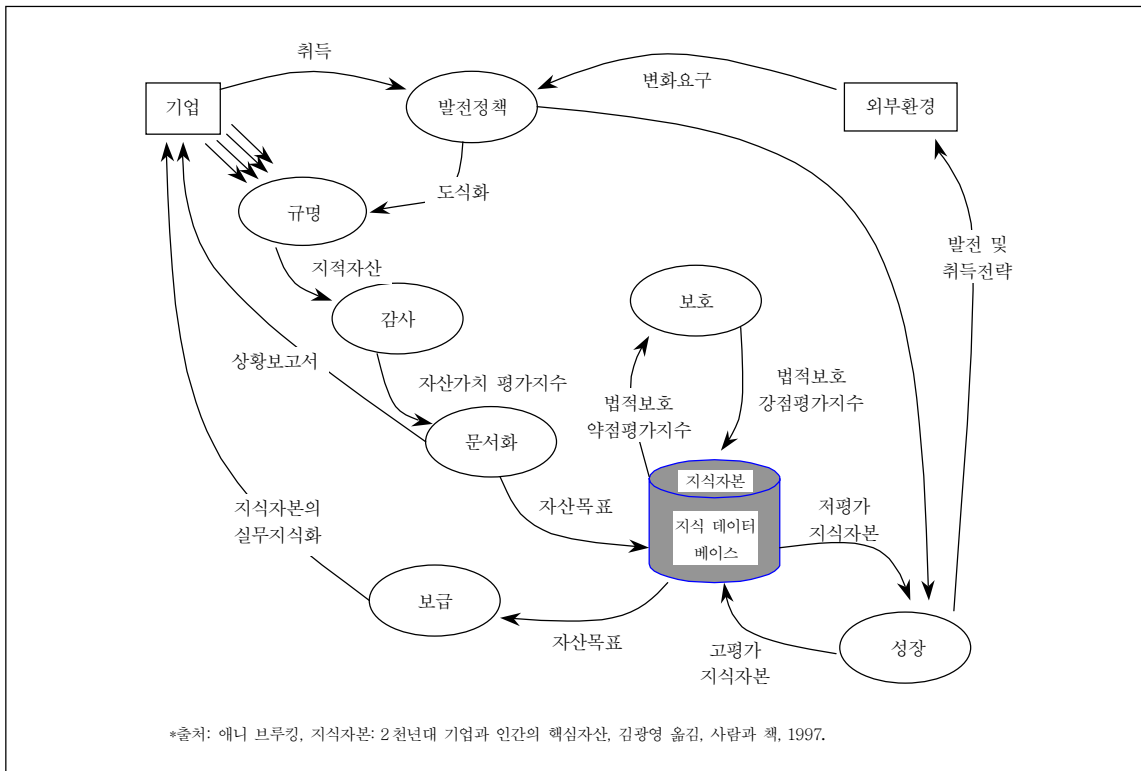 취득
변화요구
기업
발전정책
외부환경
도식화
규명
발전 및
취득전략
지적자산
보호
감사
상황보고서
자산가치 평가지수
법적보호
강점평가지수
법적보호
약점평가지수
문서화
지식자본
지식자본의
실무지식화
자산목표
지식 데이터
베이스
저평가
지식자본
보급
자산목표
고평가
지식자본
성장
*출처: 애니 브루킹, 지식자본: 2천년대 기업과 인간의 핵심자산, 김광영 옮김, 사람과 책, 1997.